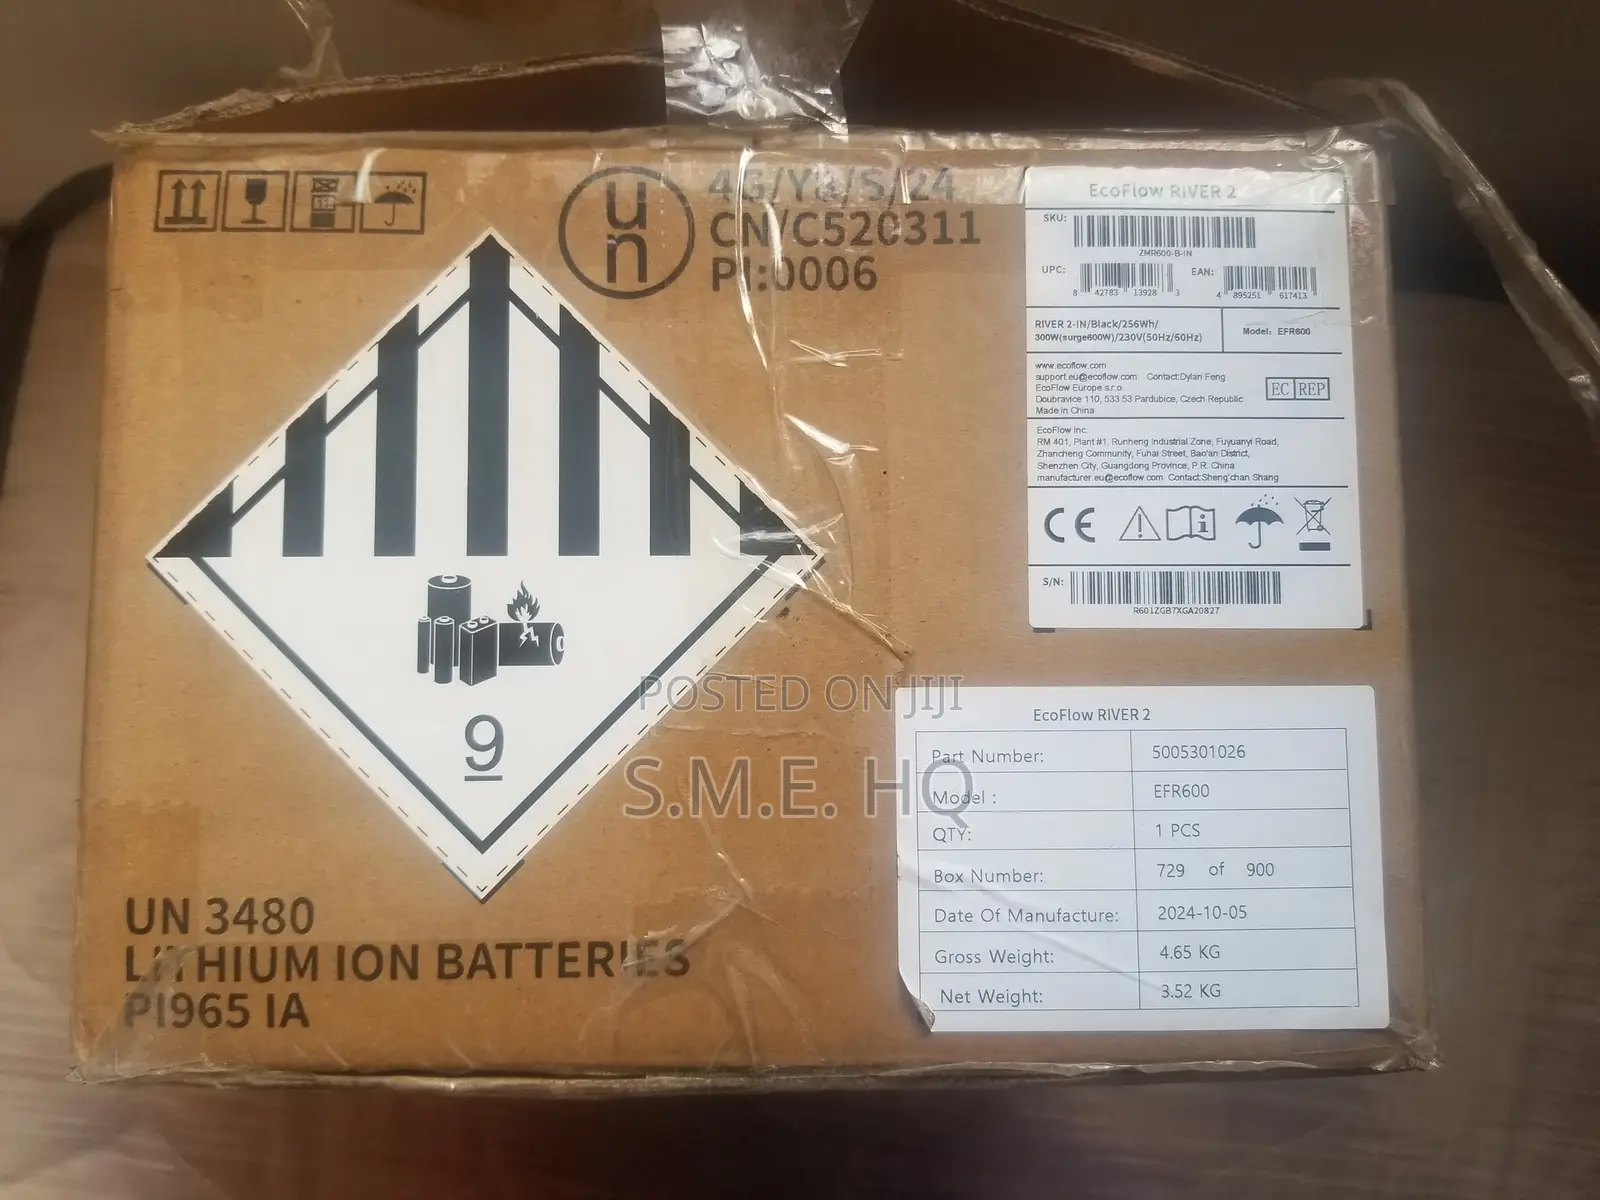 un
4G/Y8/S/24
CN/C520311
PI:0006
EcoFlow RIVER 2
SKU:
ZMR600-B-IN
UPC:
8 42783 13928 3
EAN:
4 895251 617413
RIVER 2-IN/Black/256Wh/
300W(surge600W)/230V(50Hz/60Hz)
Model: EFR600
www.ecoflow.com
support.eu@ecoflow.com Contact:Dylan Feng
EcoFlow Europe s.r.o.
Doubravice 110, 533 53 Pardubice, Czech Republic
Made in China
EC REP
EcoFlow Inc.
RM 401, Plant #1, Runheng Industrial Zone, Fuyuanyi Road,
Zhancheng Community, Fuhai Street, Bao'an District,
Shenzhen City, Guangdong Province, P.R. China
manufacturer.eu@ecoflow.com Contact:Sheng'chan Shang
CE
S/N:
R601ZGB7XGA20827
9
POSTED ON JIJI
S.M.E. HQ
EcoFlow RIVER 2
Part Number: 5005301026
Model : EFR600
QTY: 1 PCS
Box Number: 729 of 900
Date Of Manufacture: 2024-10-05
Gross Weight: 4.65 KG
Net Weight: 3.52 KG
UN 3480
LITHIUM ION BATTERIES
PI965 IA